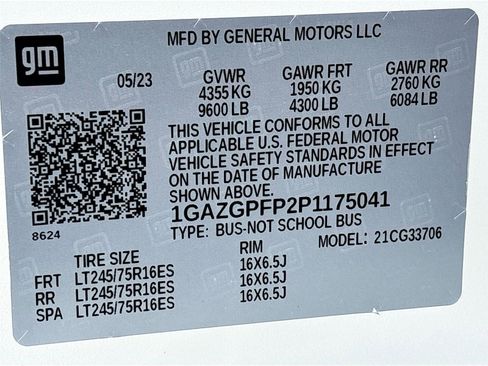 gm
MFD BY GENERAL MOTORS LLC
05/23 GVWR GAWR FRT GAWR RR
4355 KG 1950 KG 2760 KG
9600 LB 4300 LB 6084 LB
THIS VEHICLE CONFORMS TO ALL
APPLICABLE U.S. FEDERAL MOTOR
VEHICLE SAFETY STANDARDS IN EFFECT
ON THE DATE OF MANUFACTURE
SHOWN ABOVE.
1GAZGPFP2P1175041
8624
TYPE: BUS-NOT SCHOOL BUS
MODEL: 21CG33706
TIRE SIZE RIM
FRT LT245/75R16ES 16X6.5J
RR LT245/75R16ES 16X6.5J
SPA LT245/75R16ES 16X6.5J